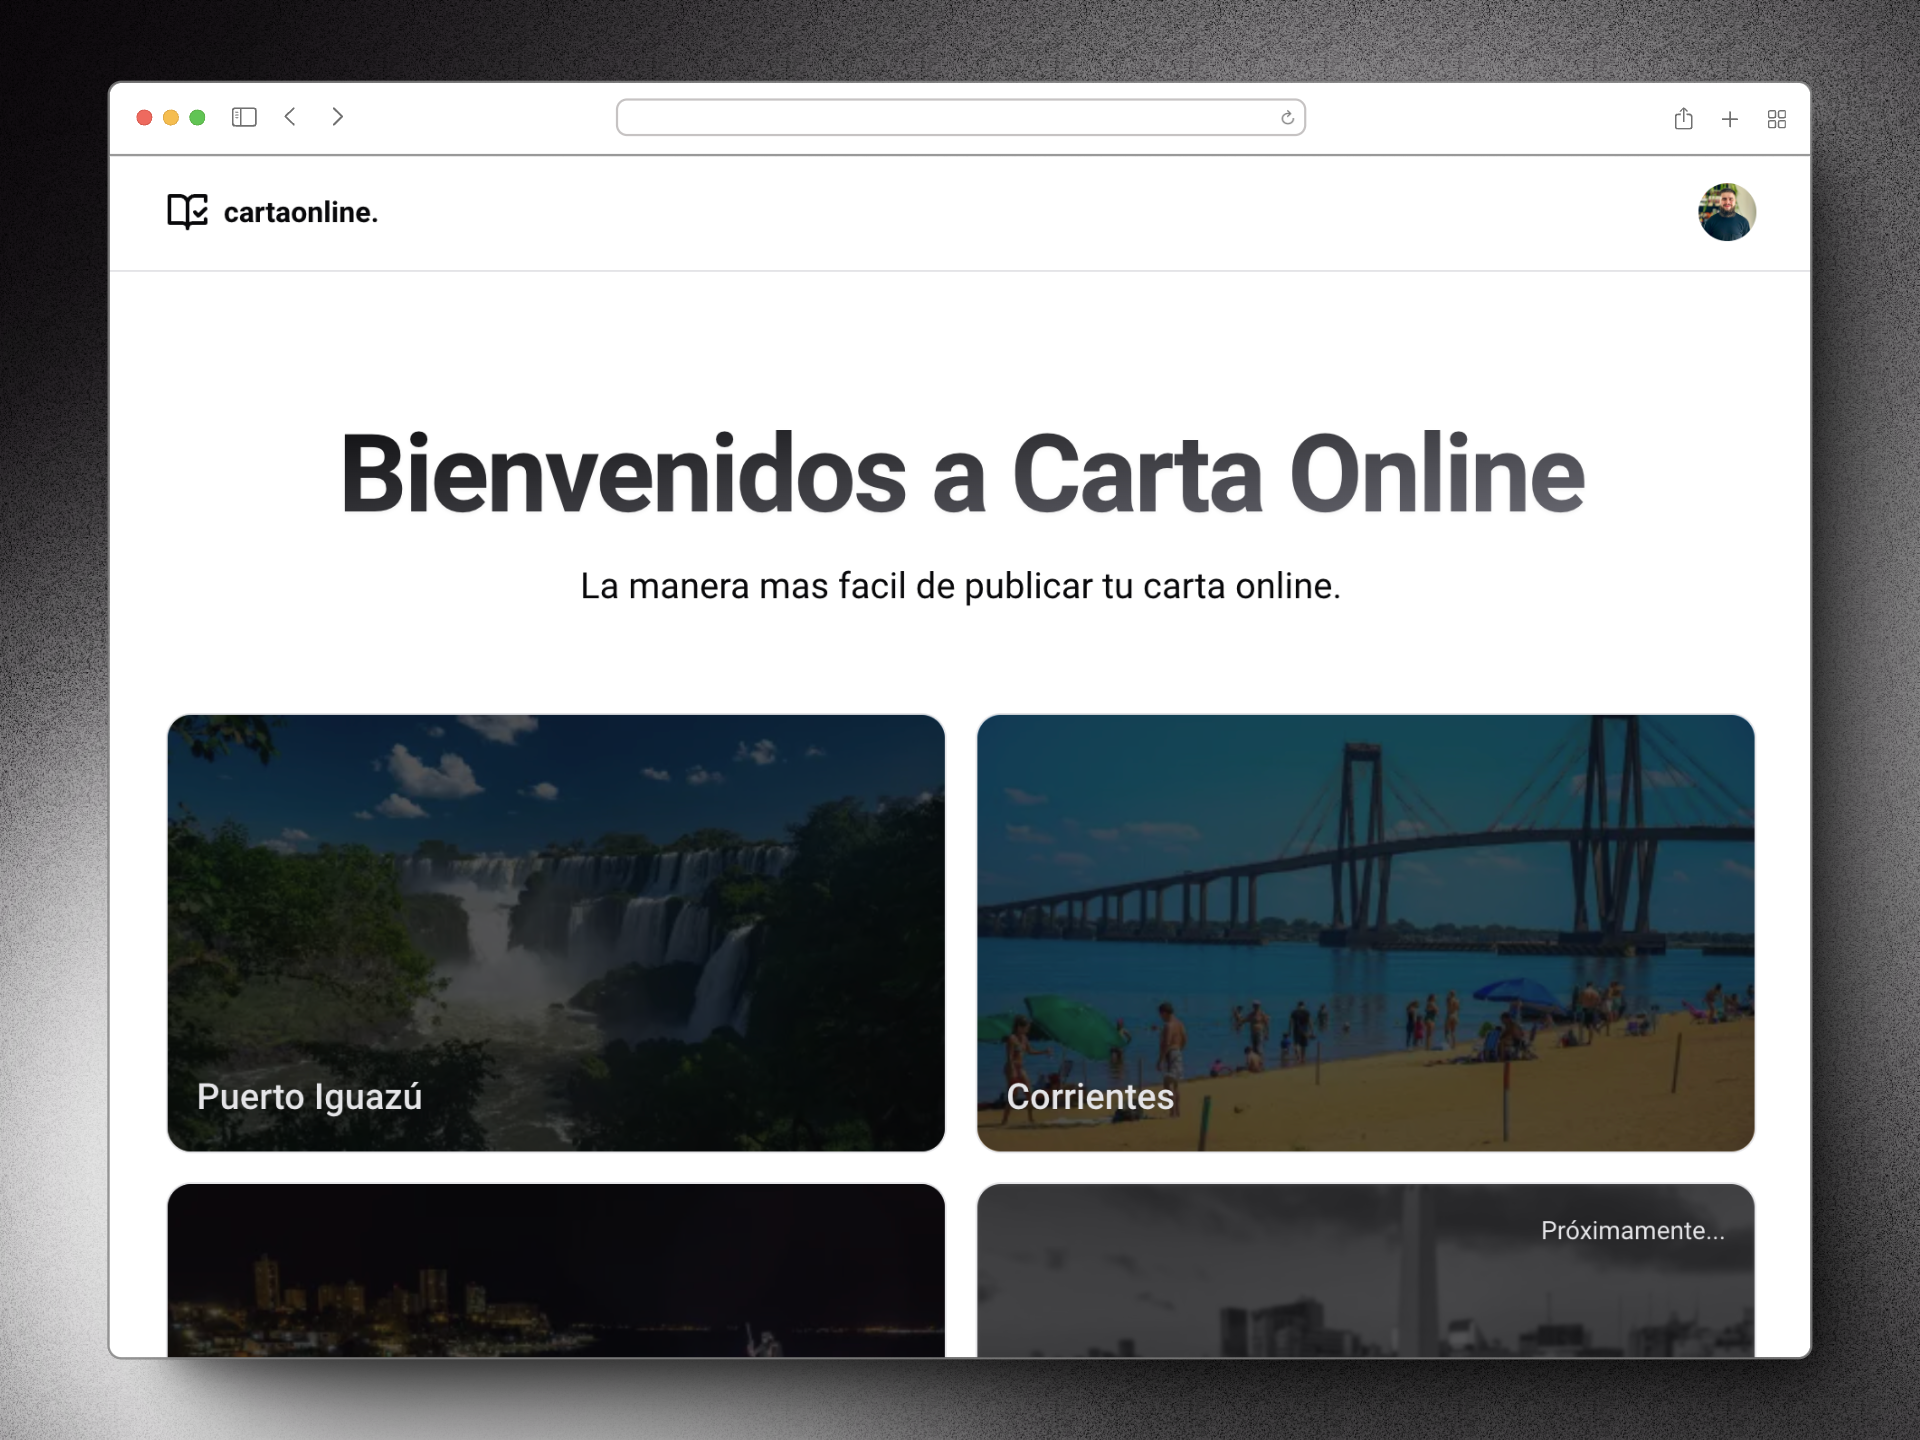 cartaonline.
Bienvenidos a Carta Online
La manera mas facil de publicar tu carta online.
Puerto Iguazú
Corrientes
Próximamente...